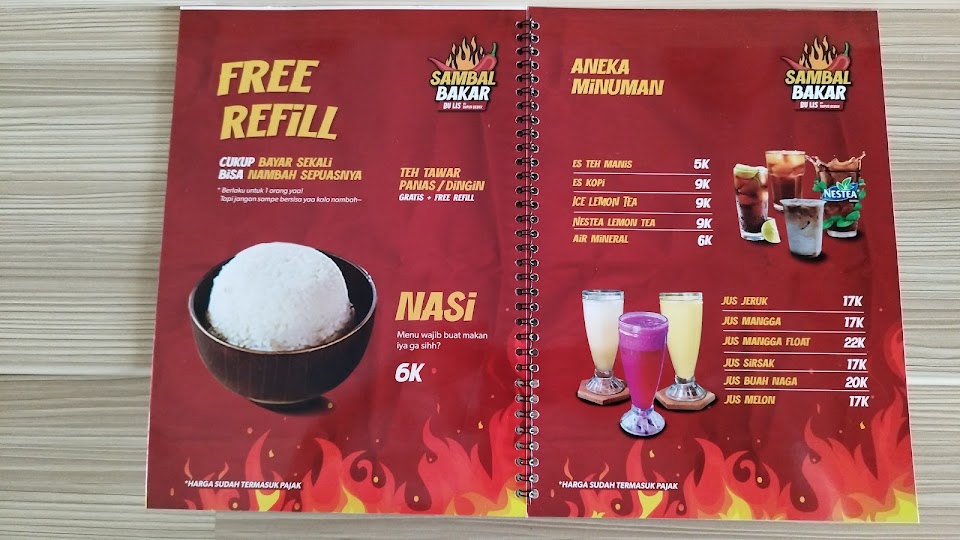 FREE
REFiLL
CUKUP BAYAR SEKALi
BiSA NAMBAH SEPUASNYA
* Berlaku untuk 1 orang yaa!
Tapi jangan sampe bersisa yaa kalo nambah~
TEH TAWAR
PANAS / DiNGiN
GRATiS + FREE REFiLL
SAMBAL
BAKAR
BU LIS
NASi
Menu wajib buat makan
iya ga sihh?
6K
*HARGA SUDAH TERMASUK PAJAK
ANEKA
MiNUMAN
SAMBAL
BAKAR
BU LIS
ES TEH MANiS 5K
ES KOPi 9K
iCE LEMON TEA 9K
NESTEA LEMON TEA 9K
AiR MiNERAL 6K
NESTEA
JUS JERUK 17K
JUS MANGGA 17K
JUS MANGGA FLOAT 22K
JUS SiRSAK 17K
JUS BUAH NAGA 20K
JUS MELON 17K
*HARGA SUDAH TERMASUK PAJAK